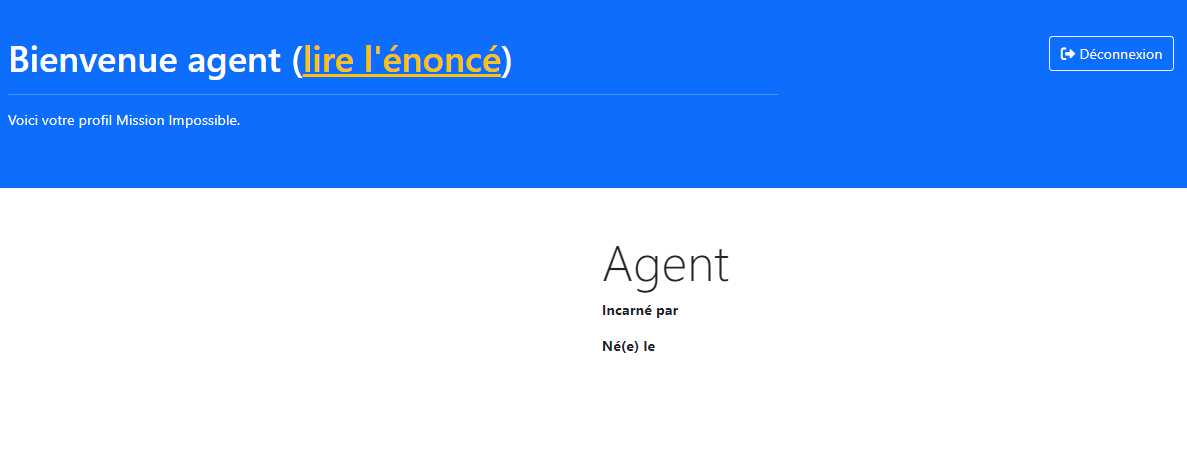 Bienvenue agent (lire l'énoncé)
Déconnexion
Voici votre profil Mission Impossible.
Agent
Incarné par
Né(e) le